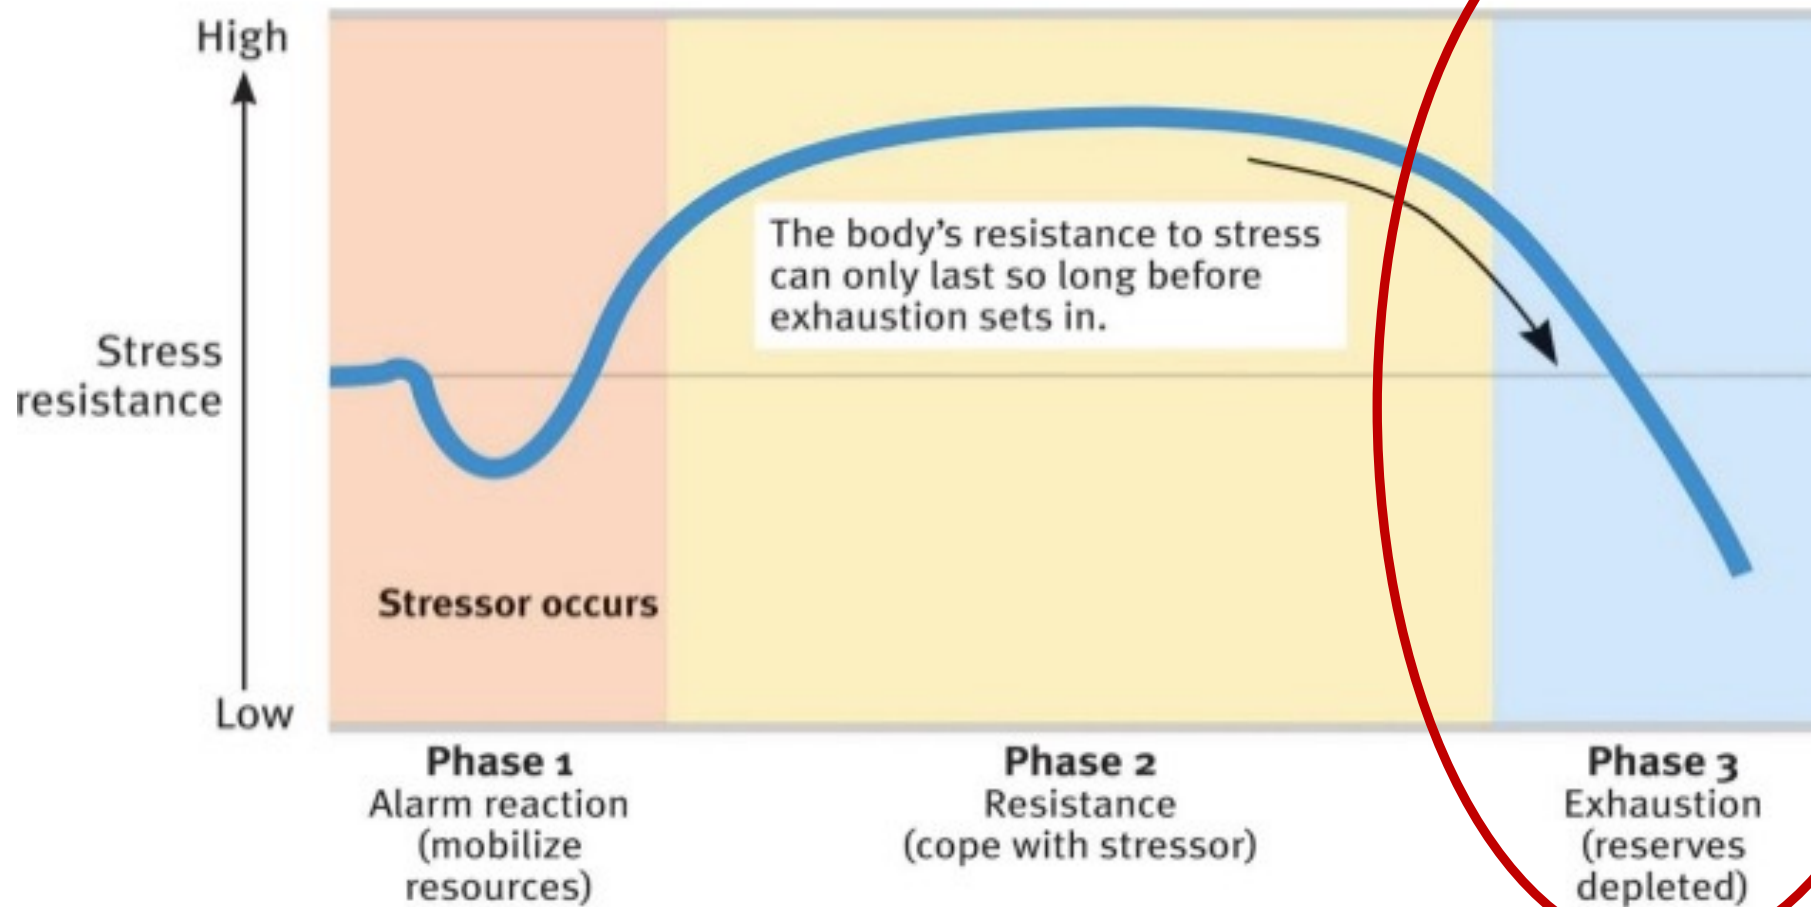 High
Stress
resistance
Low
The body's resistance to stress
can only last so long before
exhaustion sets in.
Stressor occurs
Phase 1
Alarm reaction
(mobilize
resources)
Phase 2
Resistance
(cope with stressor)
Phase 3
Exhaustion
(reserves
depleted)